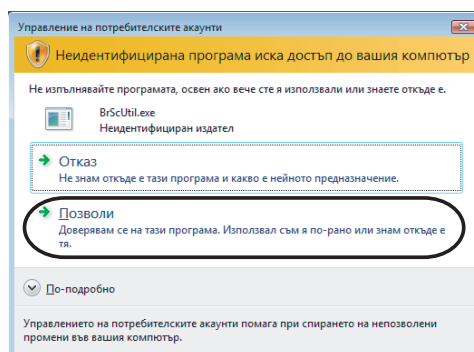 Управление на потребителските акаунти
Неидентифицирана програма иска достъп до вашия компютър
Не изпълнявайте програмата, освен ако вече сте я използвали или знаете откъде е.
BrScUtil.exe
Неидентифициран издател
Отказ
Не знам откъде е тази програма и какво е нейното предназначение.
Позволи
Доверявам се на тази програма. Използвал съм я по-рано или знам откъде е
тя.
По-подробно
Управлението на потребителските акаунти помага при спирането на непозволени
промени във вашия компютър.